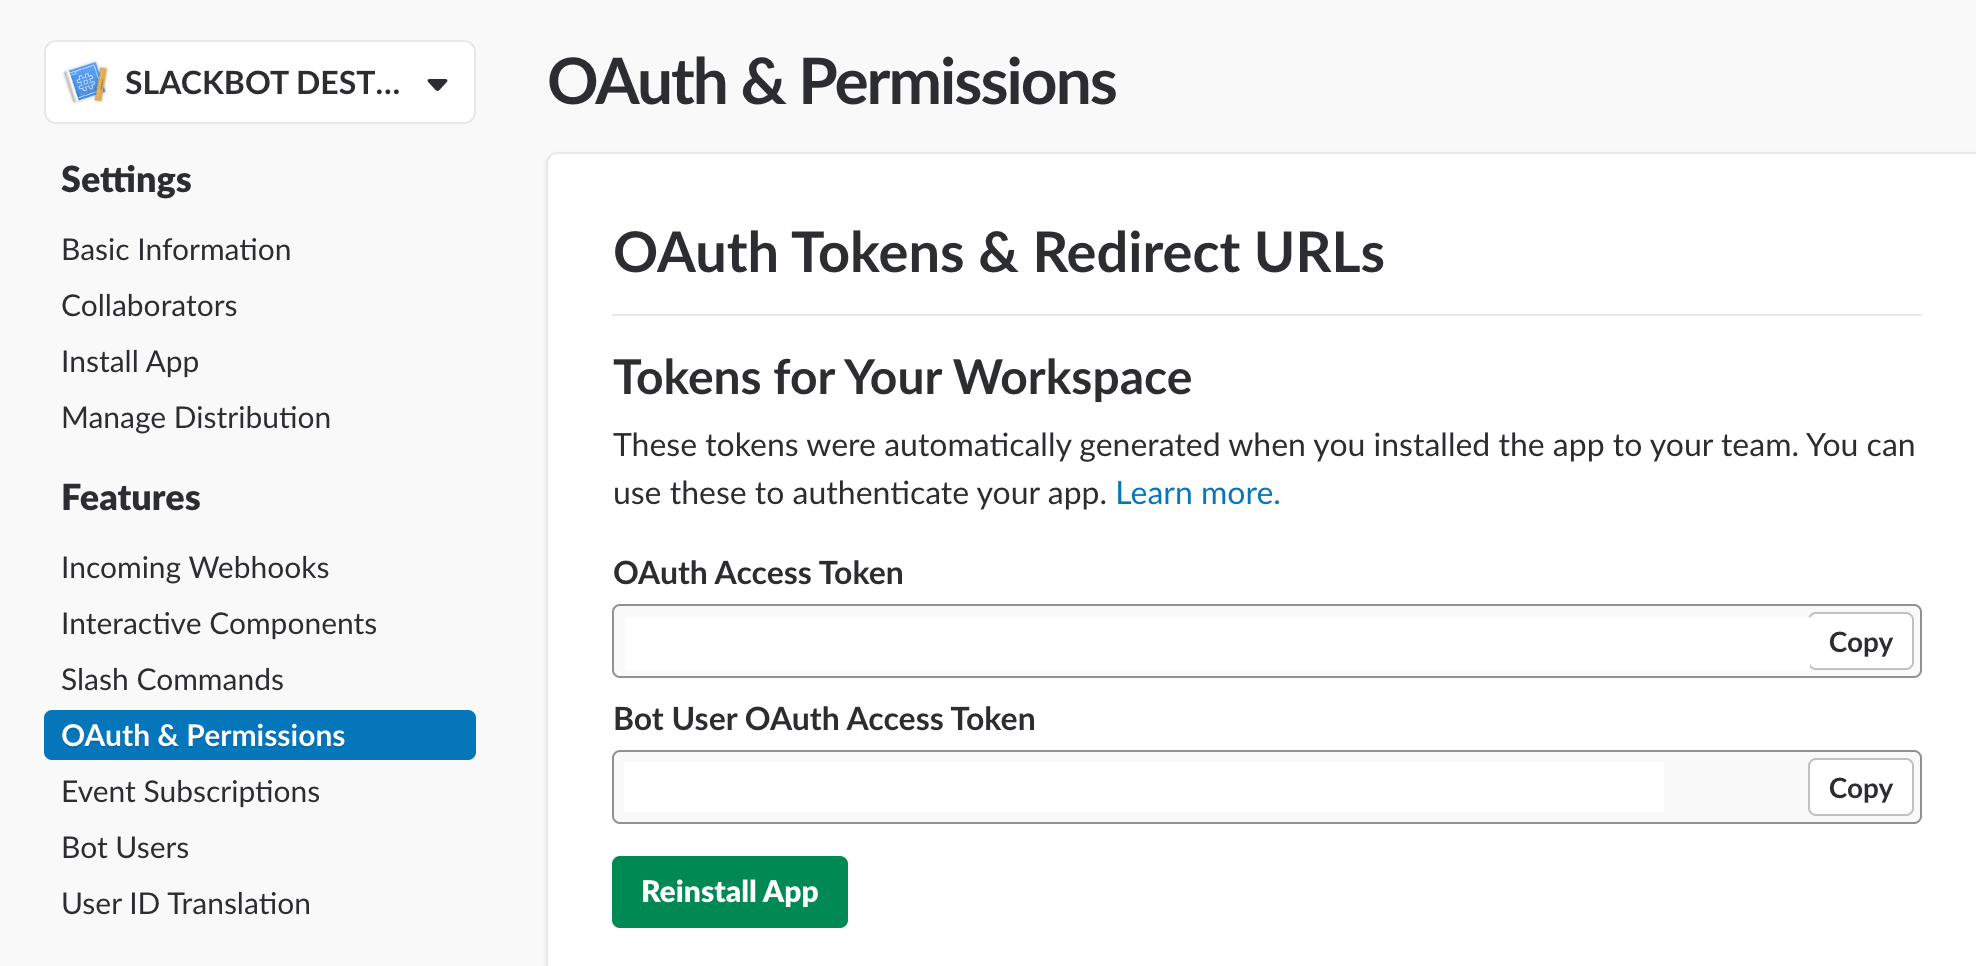 SLACKBOT DEST...
Settings
Basic Information
Collaborators
Install App
Manage Distribution
Features
Incoming Webhooks
Interactive Components
Slash Commands
OAuth & Permissions
Event Subscriptions
Bot Users
User ID Translation
OAuth & Permissions
OAuth Tokens & Redirect URLs
Tokens for Your Workspace
These tokens were automatically generated when you installed the app to your team. You can
use these to authenticate your app. Learn more.
OAuth Access Token
Copy
Bot User OAuth Access Token
Copy
Reinstall App